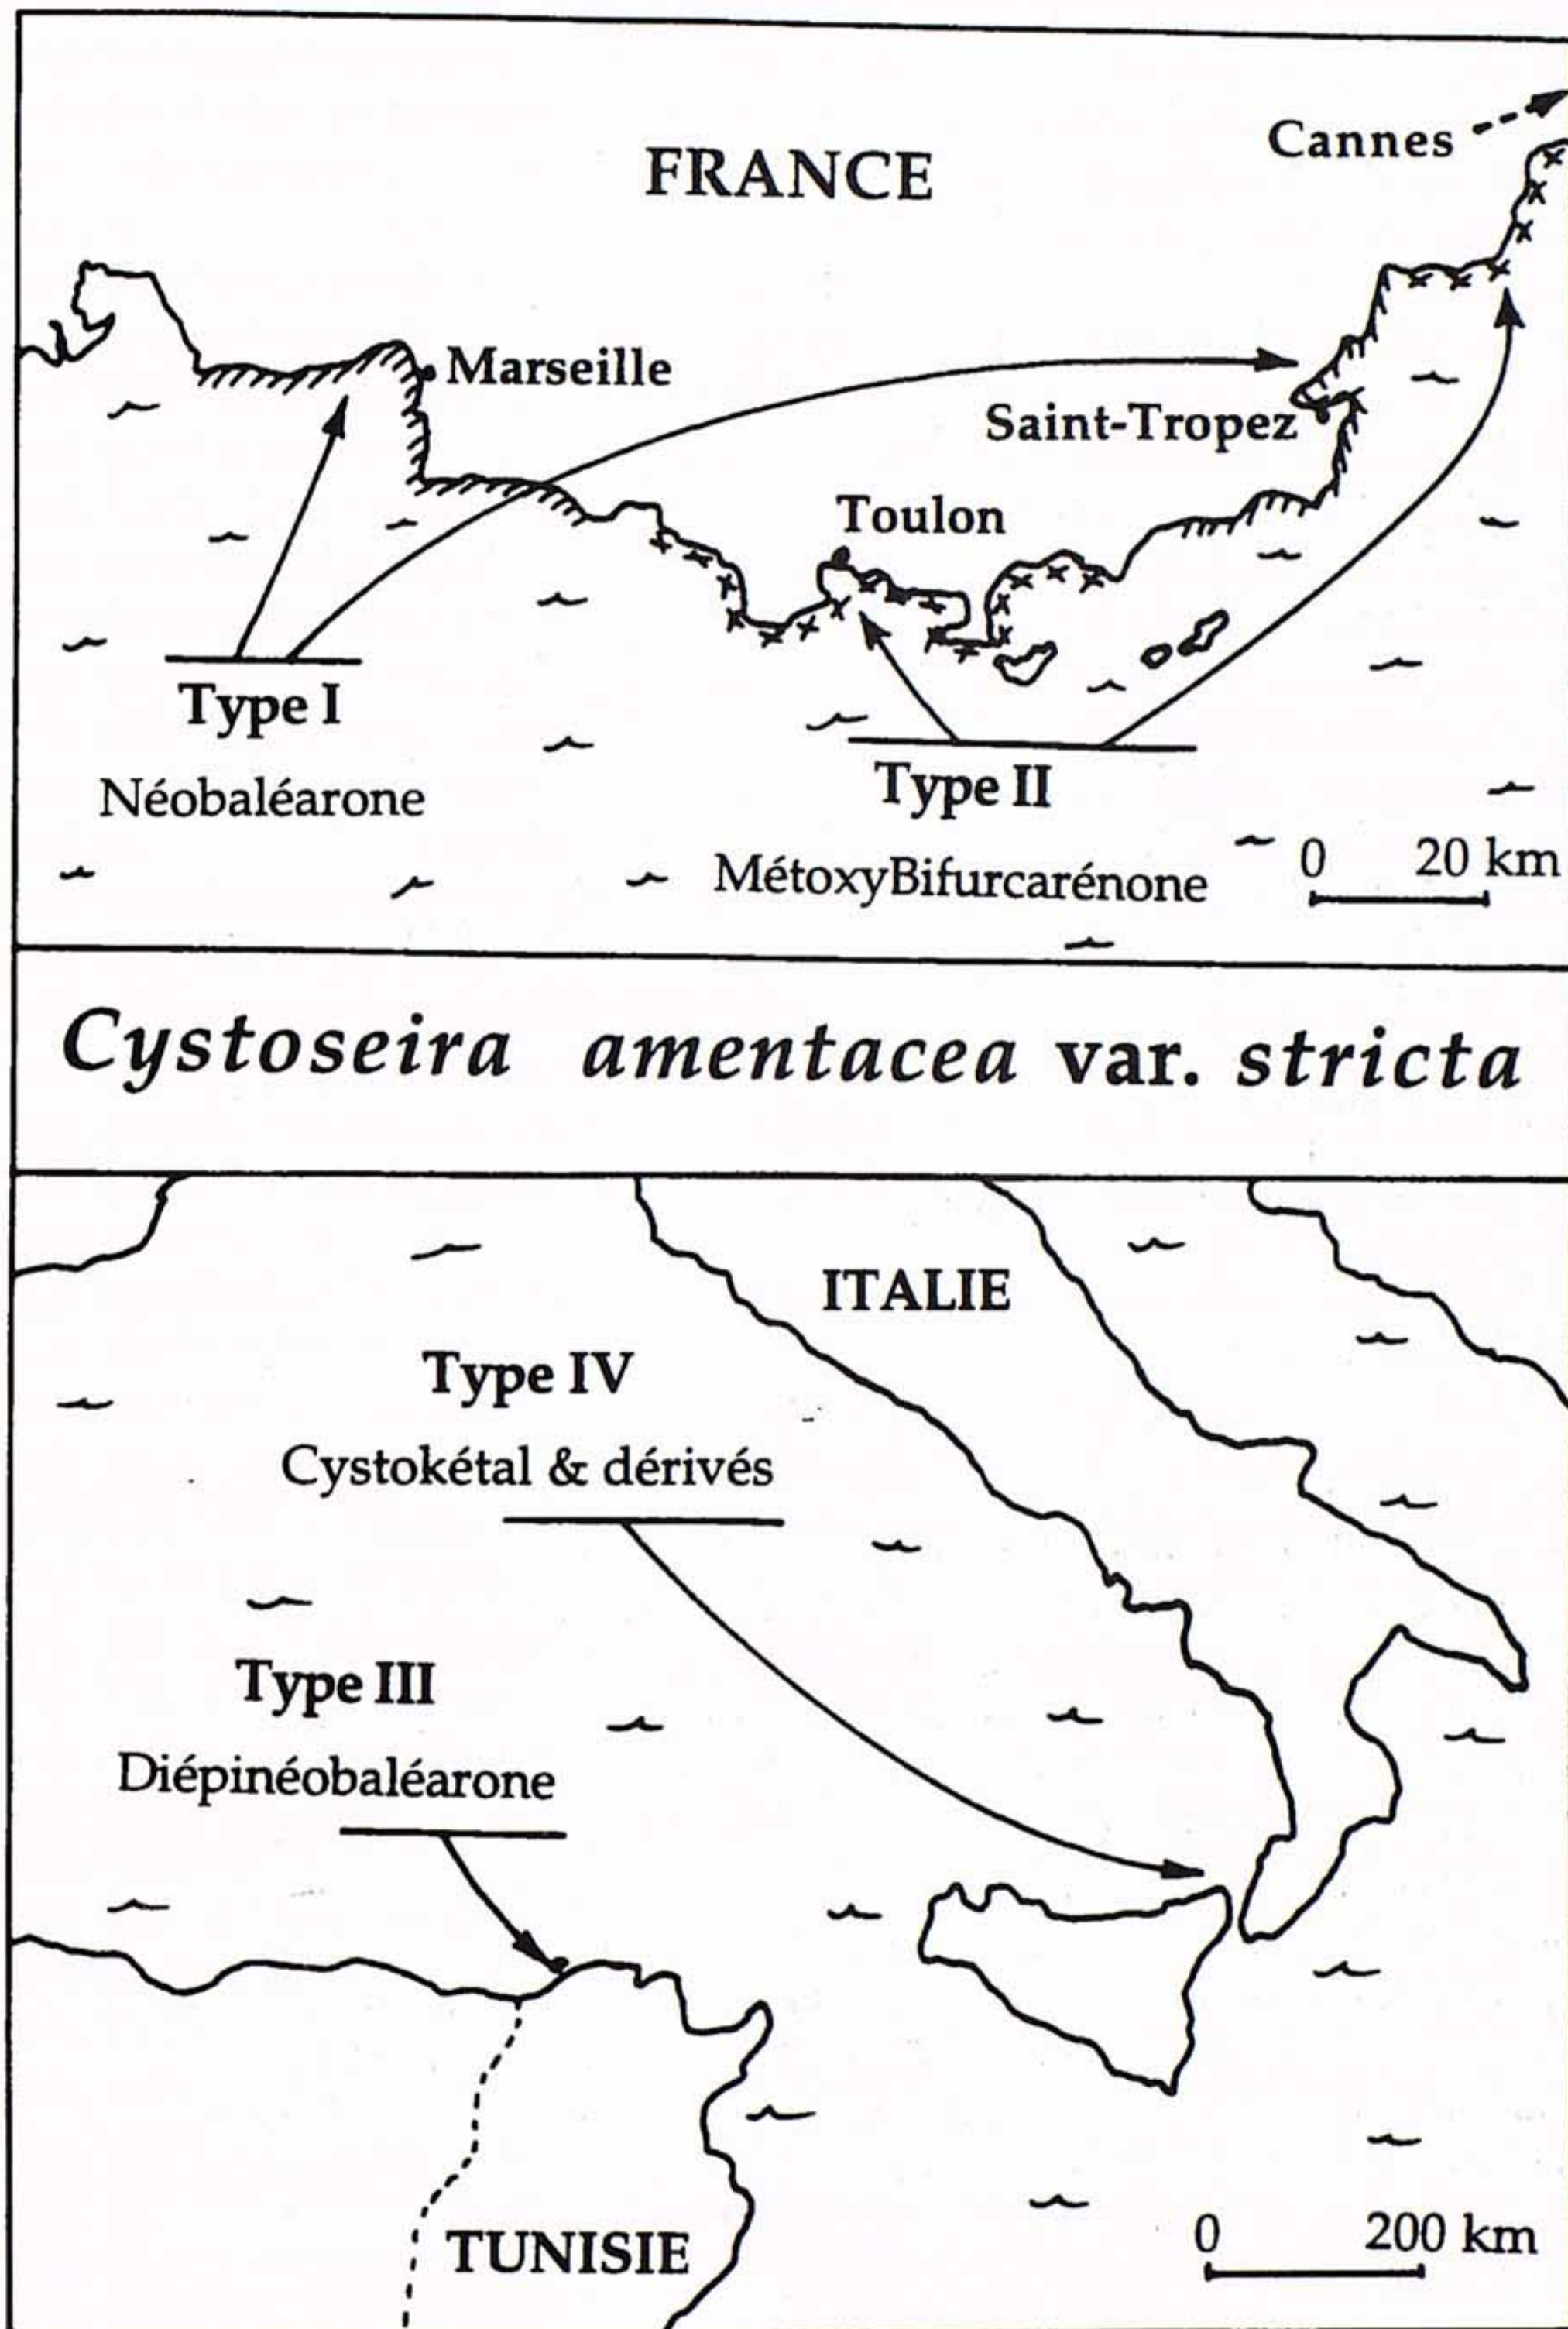 Cannes
FRANCE
Marseille
Saint-Tropez
Toulon
Type I
Néobaléarone
Type II
MétoxyBifurcarénone
0 20 km
Cystoseira amentacea var. stricta
ITALIE
Type IV
Cystokétal & dérivés
Type III
Diépinéobaléarone
TUNISIE
0 200 km